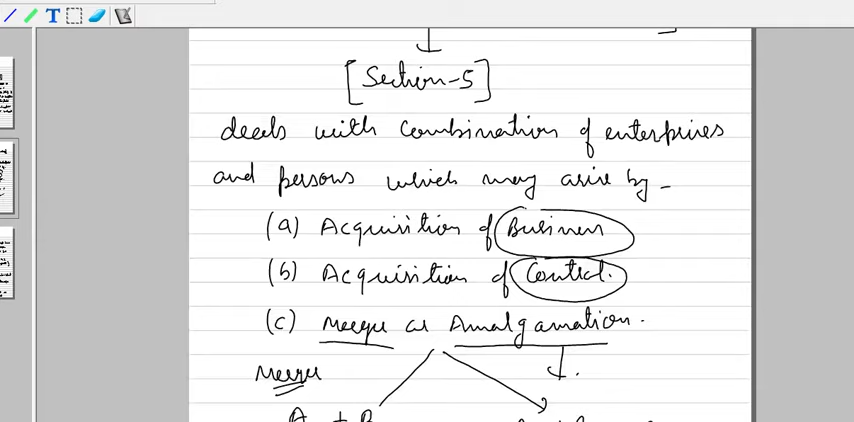 [Section-5]
deals with combination of enterprises
and persons which may arise by -
(a) Acquisition of Business
(b) Acquisition of Control.
(c) Merger or Amalgamation.
Merger
A + B